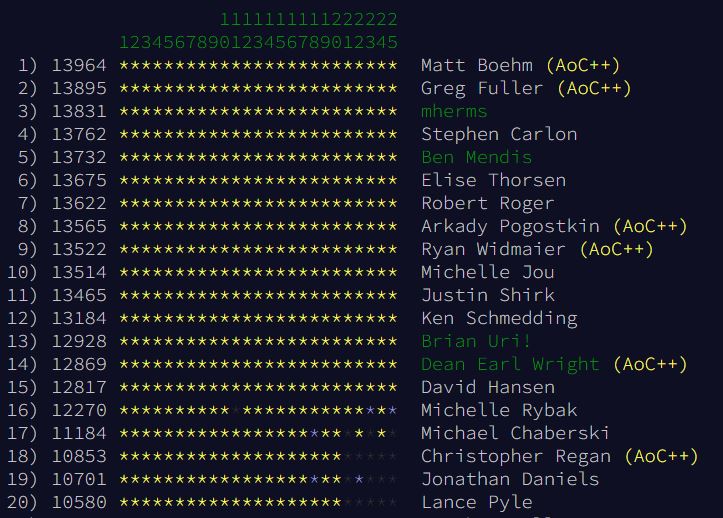 1111111111222222
1234567890123456789012345
1) 13964 ************************* Matt Boehm (AoC++)
2) 13895 ************************* Greg Fuller (AoC++)
3) 13831 ************************* mherms
4) 13762 ************************* Stephen Carlon
5) 13732 ************************* Ben Mendis
6) 13675 ************************* Elise Thorsen
7) 13622 ************************* Robert Roger
8) 13565 ************************* Arkady Pogostkin (AoC++)
9) 13522 ************************* Ryan Widmaier (AoC++)
10) 13514 ************************* Michelle Jou
11) 13465 ************************* Justin Shirk
12) 13184 ************************* Ken Schmedding
13) 12928 ************************* Brian Uri!
14) 12869 ************************* Dean Earl Wright (AoC++)
15) 12817 ************************* David Hansen
16) 12270 ************************* Michelle Rybak
17) 11184 ************************* Michael Chaberski
18) 10853 ************************* Christopher Regan (AoC++)
19) 10701 ************************* Jonathan Daniels
20) 10580 ************************* Lance Pyle